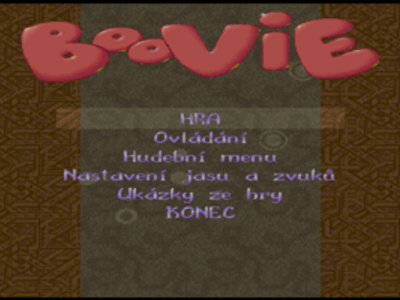 BOOVIE
HRA
Ovládání
Hudební menu
Nastavení jasu a zvuků
Ukázky ze hry
KONEC